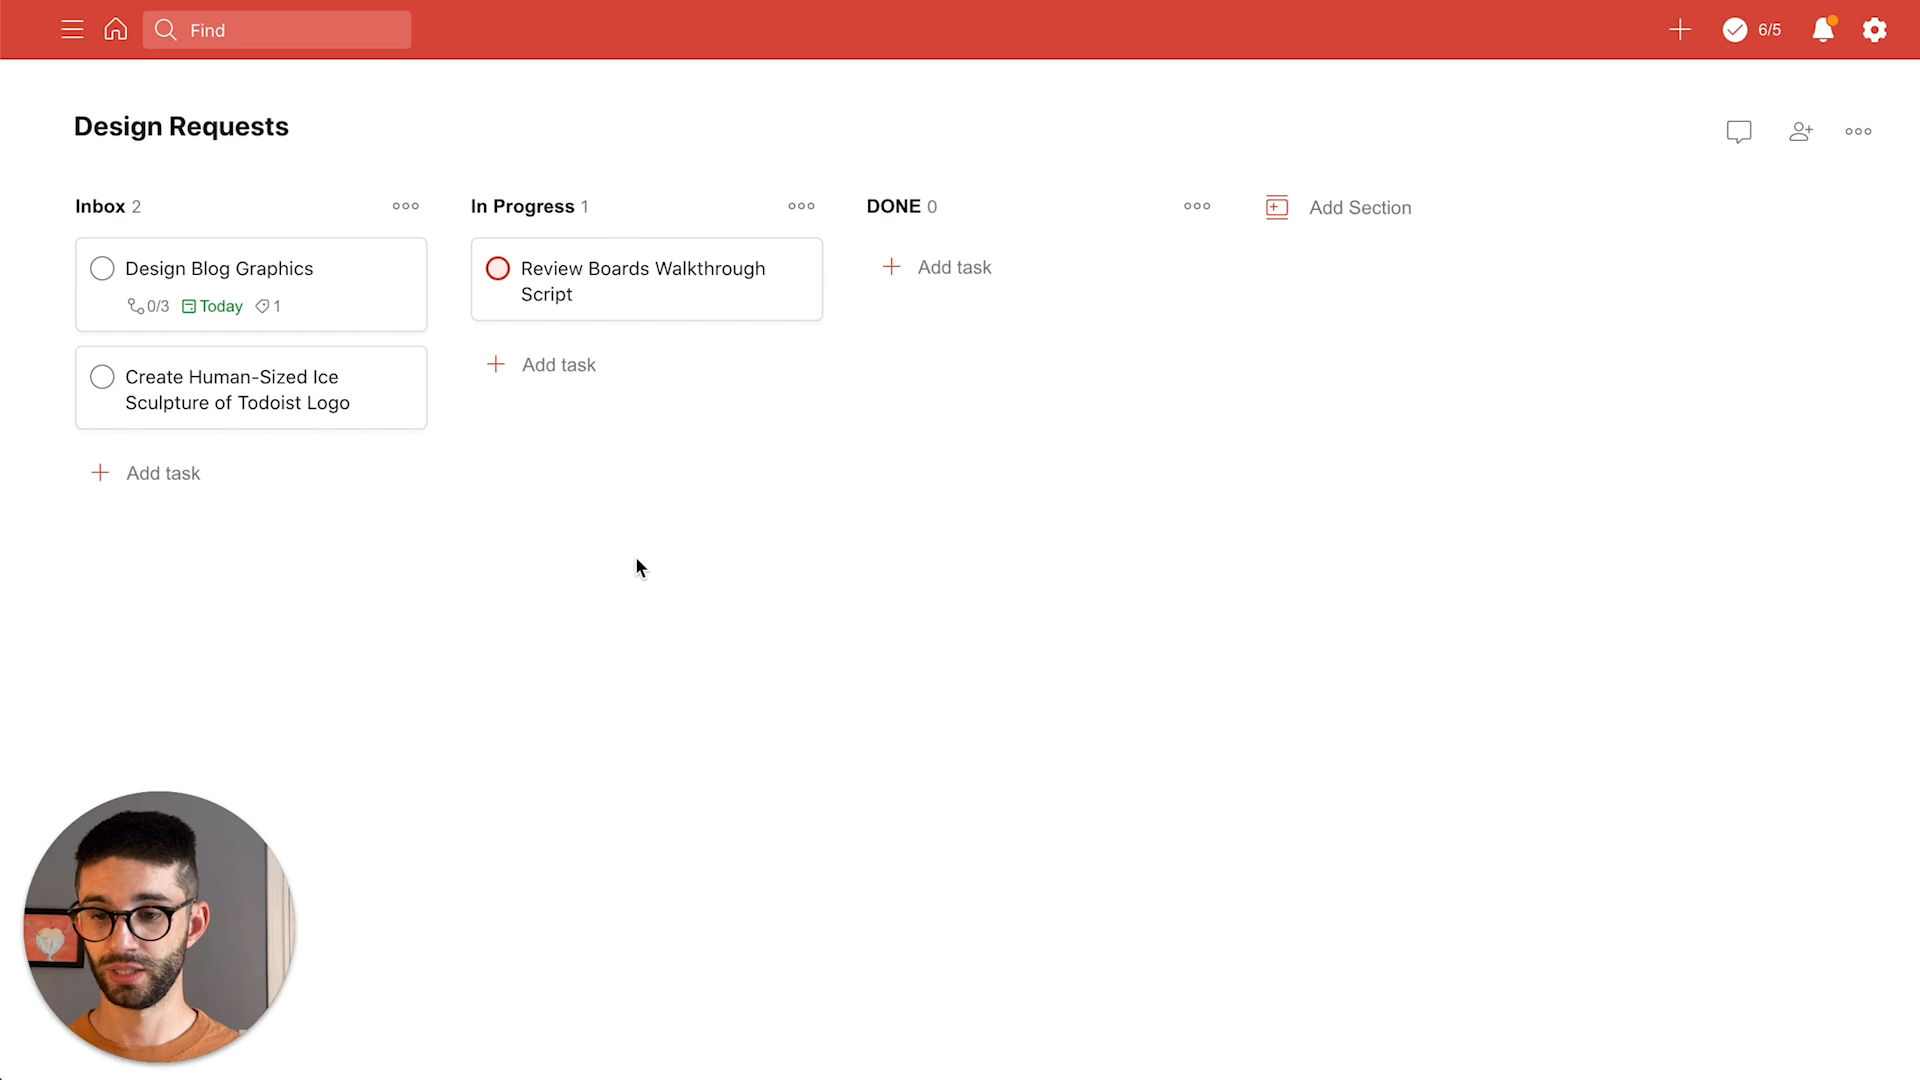 Find
6/5
Design Requests
Inbox 2
In Progress 1
DONE 0
Add Section
Design Blog Graphics
0/3 Today 1
Create Human-Sized Ice
Sculpture of Todoist Logo
Add task
Review Boards Walkthrough
Script
Add task
Add task